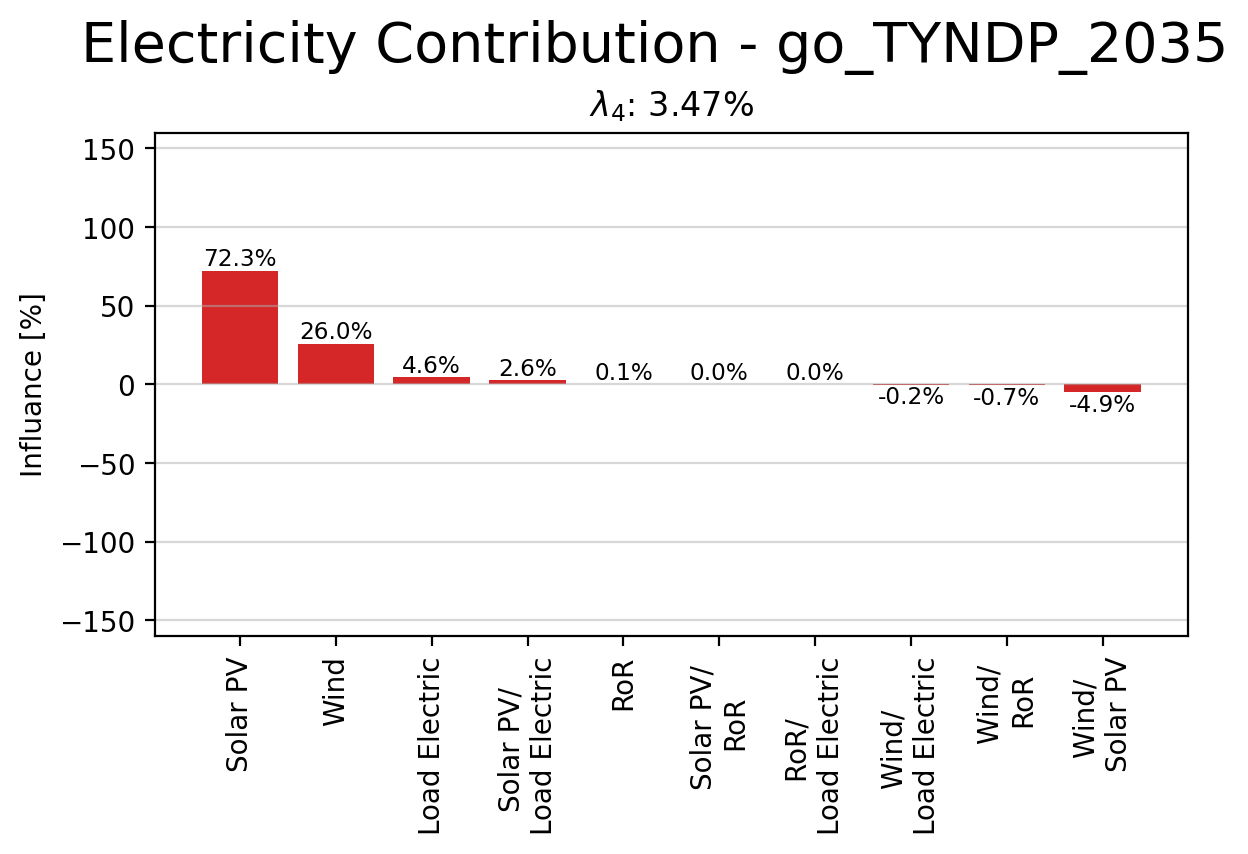 Electricity Contribution - go_TYNDP_2035
λ4: 3.47%
150
100
50
0
−50
−100
−150
Influance [%]
72.3%
26.0%
4.6%
2.6%
0.1%
0.0%
0.0%
-0.2%
-0.7%
-4.9%
Solar PV
Wind
Load Electric
Solar PV/
Load Electric
RoR
Solar PV/
RoR
RoR/
Load Electric
Wind/
Load Electric
Wind/
RoR
Wind/
Solar PV